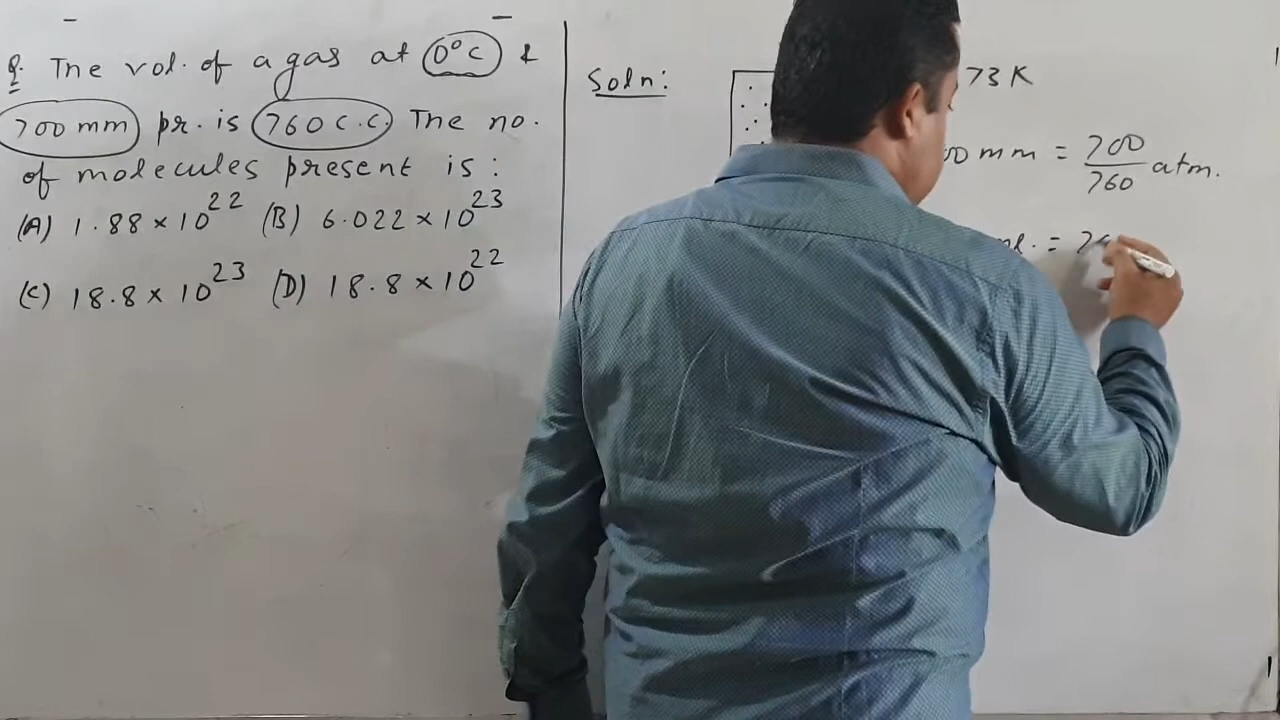 Q. The vol. of a gas at 0°C &
700 mm pr. is 760 C.C. The no.
of molecules present is:
(A) 1.88 × 10^22 (B) 6.022 × 10^23
(C) 18.8 × 10^23 (D) 18.8 × 10^22
Soln:
73 K
mm = 700/760 atm.
=